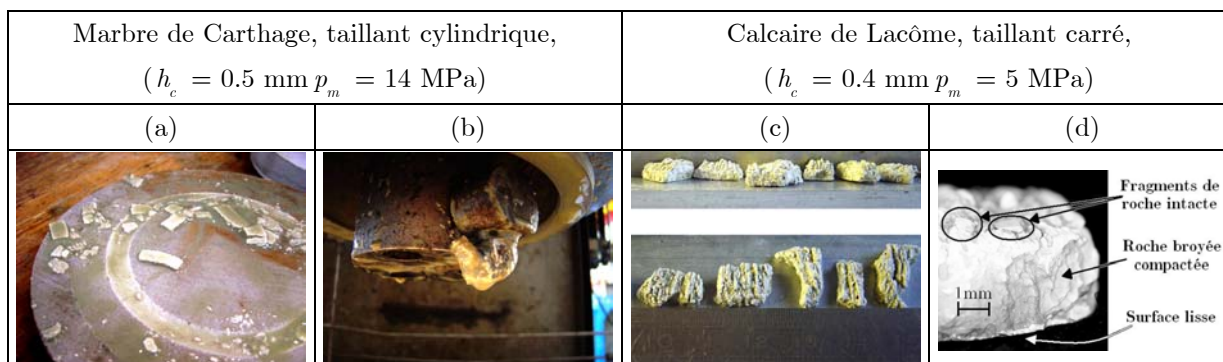 Marbre de Carthage, taillant cylindrique,
(h_c = 0.5 mm p_m = 14 MPa)
Calcaire de Lacôme, taillant carré,
(h_c = 0.4 mm p_m = 5 MPa)
(a)
(b)
(c)
(d)
Fragments de
roche intacte
Roche broyée
compactée
1mm
Surface lisse